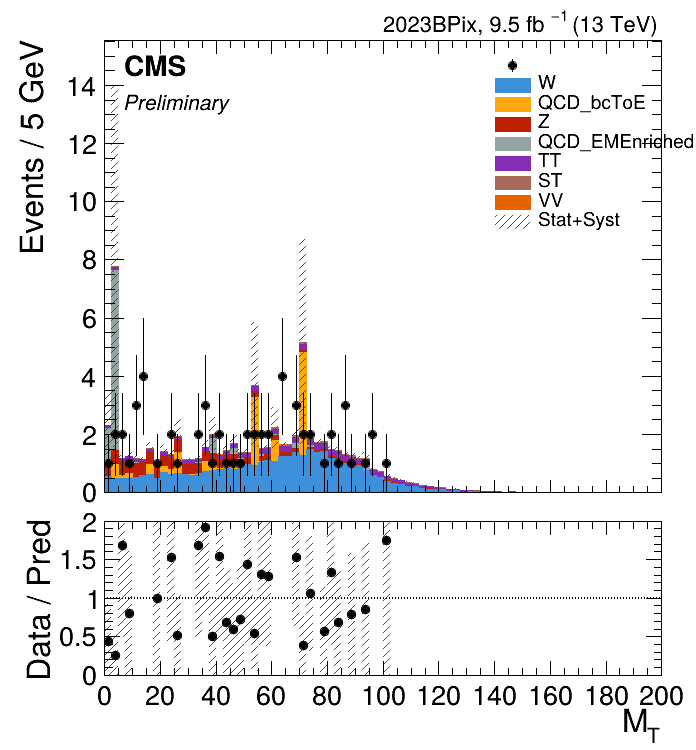 2023BPix, 9.5 fb⁻¹ (13 TeV)
CMS
Preliminary
W
QCD_bcToE
Z
QCD_EMEnriched
TT
ST
VV
Stat+Syst
Events / 5 GeV
14
12
10
8
6
4
2
0
Data / Pred
2
1.5
1
0.5
0
0 20 40 60 80 100 120 140 160 180 200
M_T